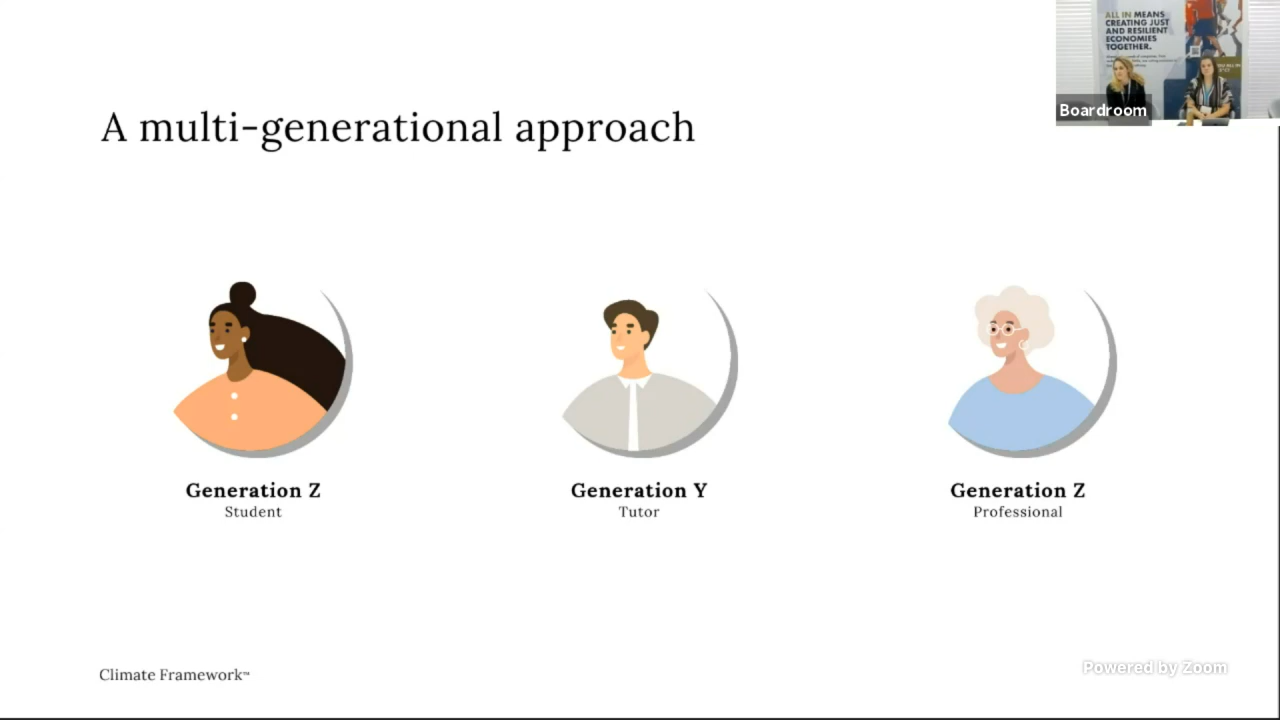 ALL IN MEANS
CREATING JUST
AND RESILIENT
ECONOMIES
TOGETHER.
Boardroom
A multi-generational approach
Generation Z
Student
Generation Y
Tutor
Generation Z
Professional
Climate Framework™
Powered by Zoom